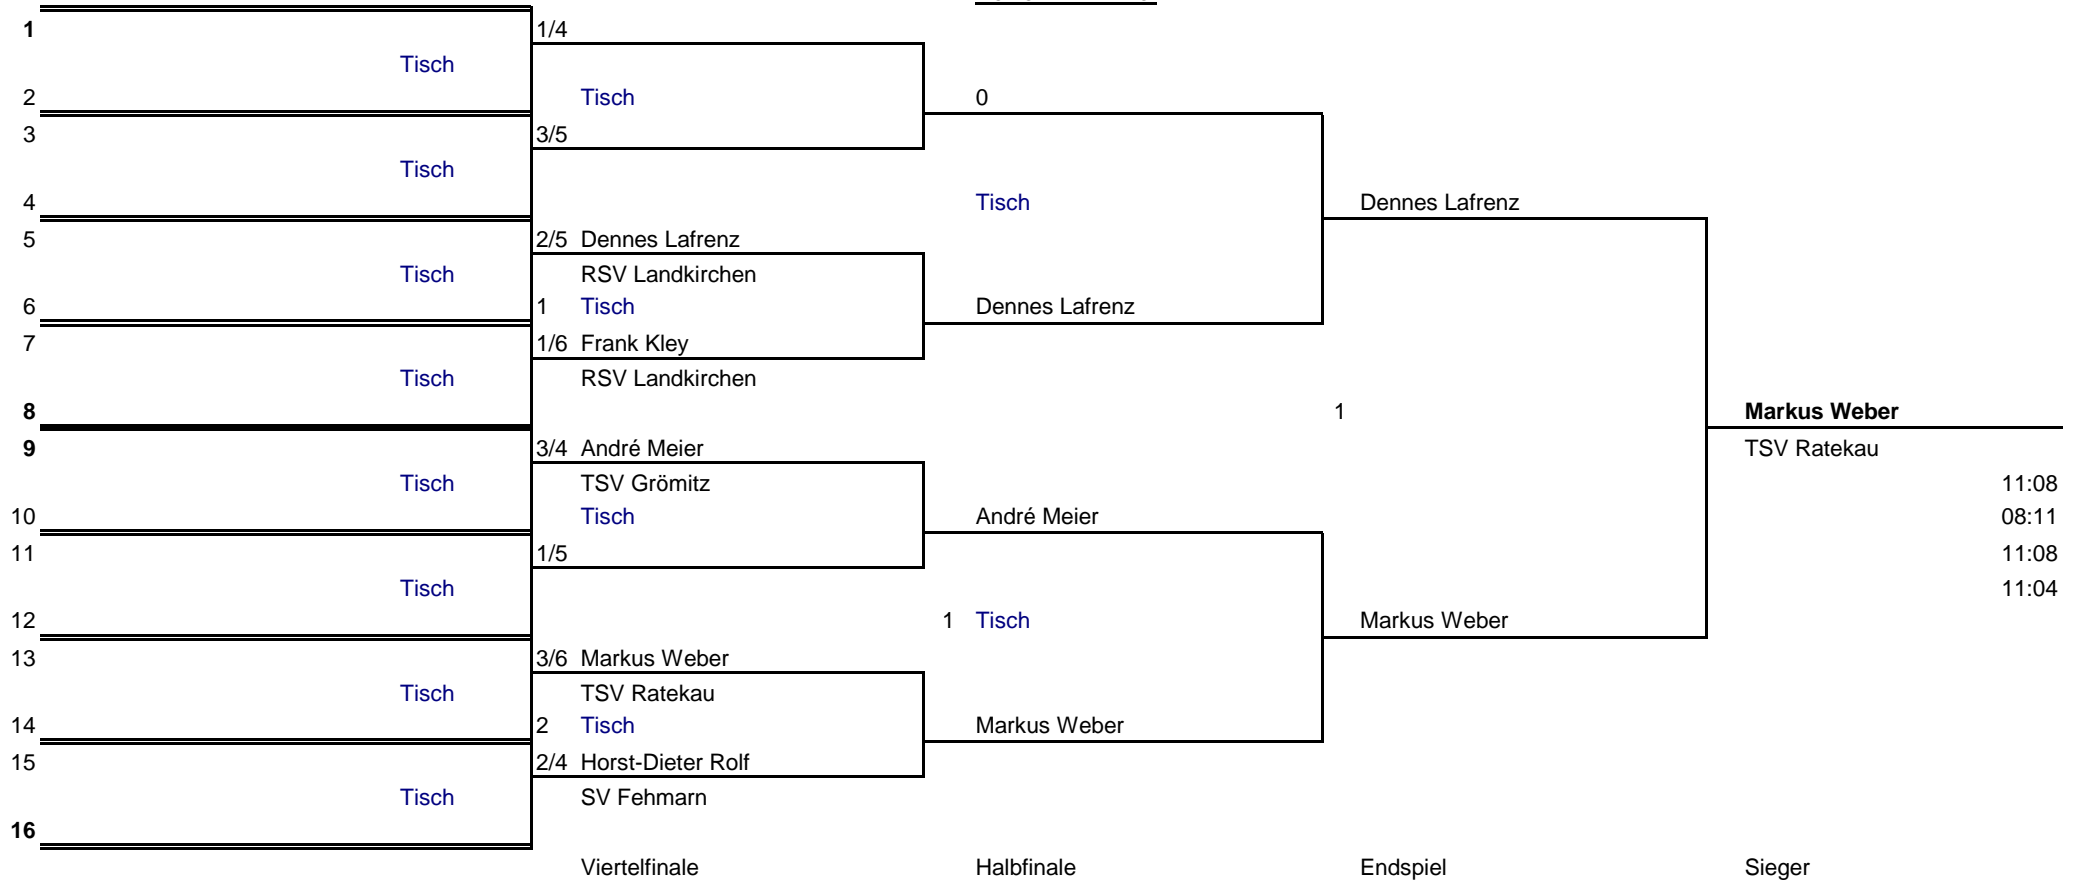 1 1/4
Tisch
2 Tisch 0
3 3/5
Tisch
4 Tisch Dennes Lafrenz
5 2/5 Dennes Lafrenz
Tisch RSV Landkirchen
6 1 Tisch Dennes Lafrenz
7 1/6 Frank Kley
Tisch RSV Landkirchen
8 1 Markus Weber
9 3/4 André Meier TSV Ratekau
Tisch TSV Grömitz 11:08
10 Tisch André Meier 08:11
11 1/5 11:08
Tisch 11:04
12 1 Tisch Markus Weber
13 3/6 Markus Weber
Tisch TSV Ratekau
14 2 Tisch Markus Weber
15 2/4 Horst-Dieter Rolf
Tisch SV Fehmarn
16
Viertelfinale Halbfinale Endspiel Sieger